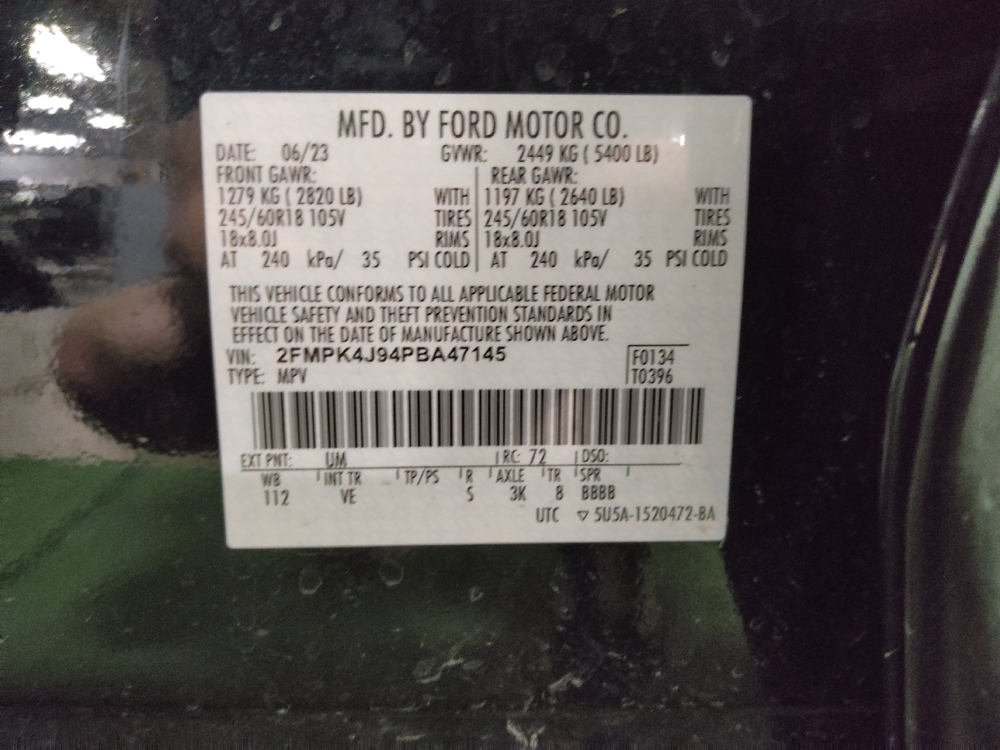 MFD. BY FORD MOTOR CO.
DATE: 06/23 GVWR: 2449 KG ( 5400 LB)
FRONT GAWR: REAR GAWR:
1279 KG ( 2820 LB) WITH 1197 KG ( 2640 LB) WITH
245/60R18 105V TIRES 245/60R18 105V TIRES
18x8.0J RIMS 18x8.0J RIMS
AT 240 kPa/ 35 PSI COLD AT 240 kPa/ 35 PSI COLD
THIS VEHICLE CONFORMS TO ALL APPLICABLE FEDERAL MOTOR
VEHICLE SAFETY AND THEFT PREVENTION STANDARDS IN
EFFECT ON THE DATE OF MANUFACTURE SHOWN ABOVE.
VIN: 2FMPK4J94PBA47145 F0134
TYPE: MPV T0396
EXT PNT: UM RC: 72 DSO:
WB INT TR TP/PS R AXLE TR SPR
112 VE S 3K 8 BBBB
UTC ▽ 5U5A-1520472-BA